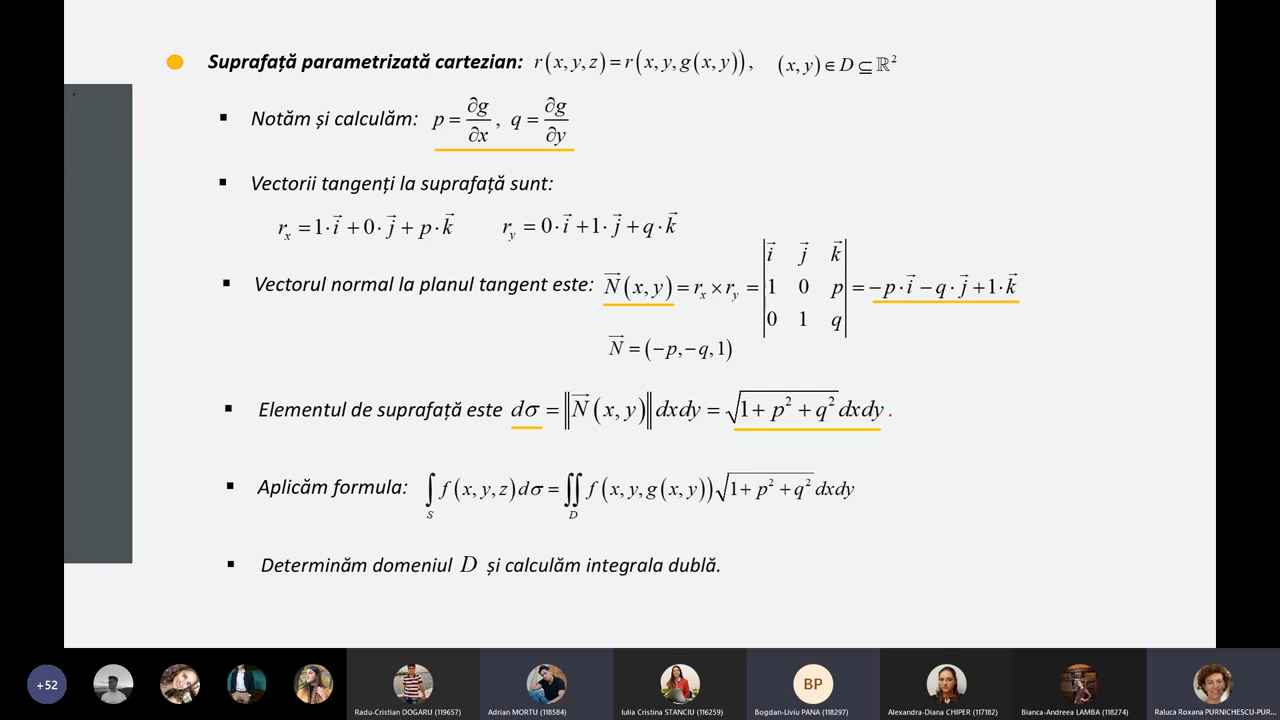 Suprafață parametrizată cartezian: r(x, y, z) = r(x, y, g(x, y)), (x, y) ∈ D ⊆ ℝ²
Notăm și calculăm: p = ∂g/∂x, q = ∂g/∂y
Vectorii tangenți la suprafață sunt:
r_x = 1·i⃗ + 0·j⃗ + p·k⃗ r_y = 0·i⃗ + 1·j⃗ + q·k⃗
Vectorul normal la planul tangent este: N⃗(x, y) = r_x × r_y = |i⃗ j⃗ k⃗; 1 0 p; 0 1 q| = −p·i⃗ − q·j⃗ + 1·k⃗
N⃗ = (−p, −q, 1)
Elementul de suprafață este dσ = ‖N⃗(x, y)‖ dxdy = √(1 + p² + q²) dxdy.
Aplicăm formula: ∫_S f(x, y, z) dσ = ∬_D f(x, y, g(x, y)) √(1 + p² + q²) dxdy
Determinăm domeniul D și calculăm integrala dublă.
+52
BP
Radu-Cristian DOGARU (119657)
Adrian MORTU (118584)
Iulia Cristina STANCIU (116259)
Bogdan-Liviu PANA (118297)
Alexandra-Diana CHIPER (117182)
Bianca-Andreea LAMBA (118274)
Raluca Roxana PURNICHESCU-PUR...